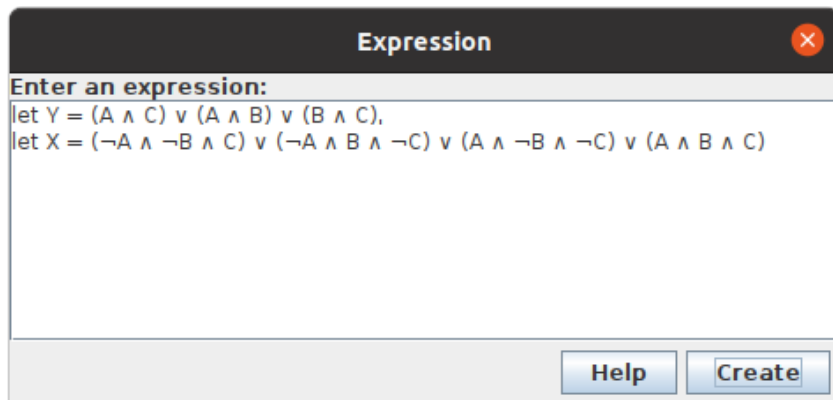 Expression
Enter an expression:
let Y = (A ∧ C) ∨ (A ∧ B) ∨ (B ∧ C),
let X = (¬A ∧ ¬B ∧ C) ∨ (¬A ∧ B ∧ ¬C) ∨ (A ∧ ¬B ∧ ¬C) ∨ (A ∧ B ∧ C)
Help Create